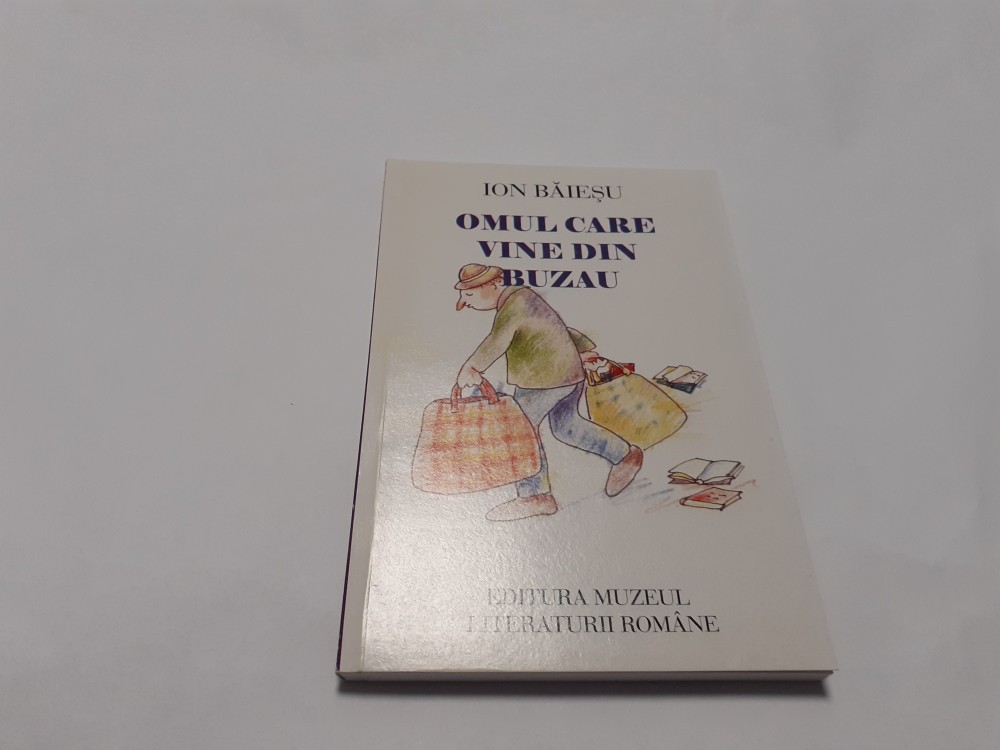 ION BĂIEȘU
OMUL CARE
VINE DIN
BUZAU
EDITURA MUZEUL
LITERATURII ROMÂNE